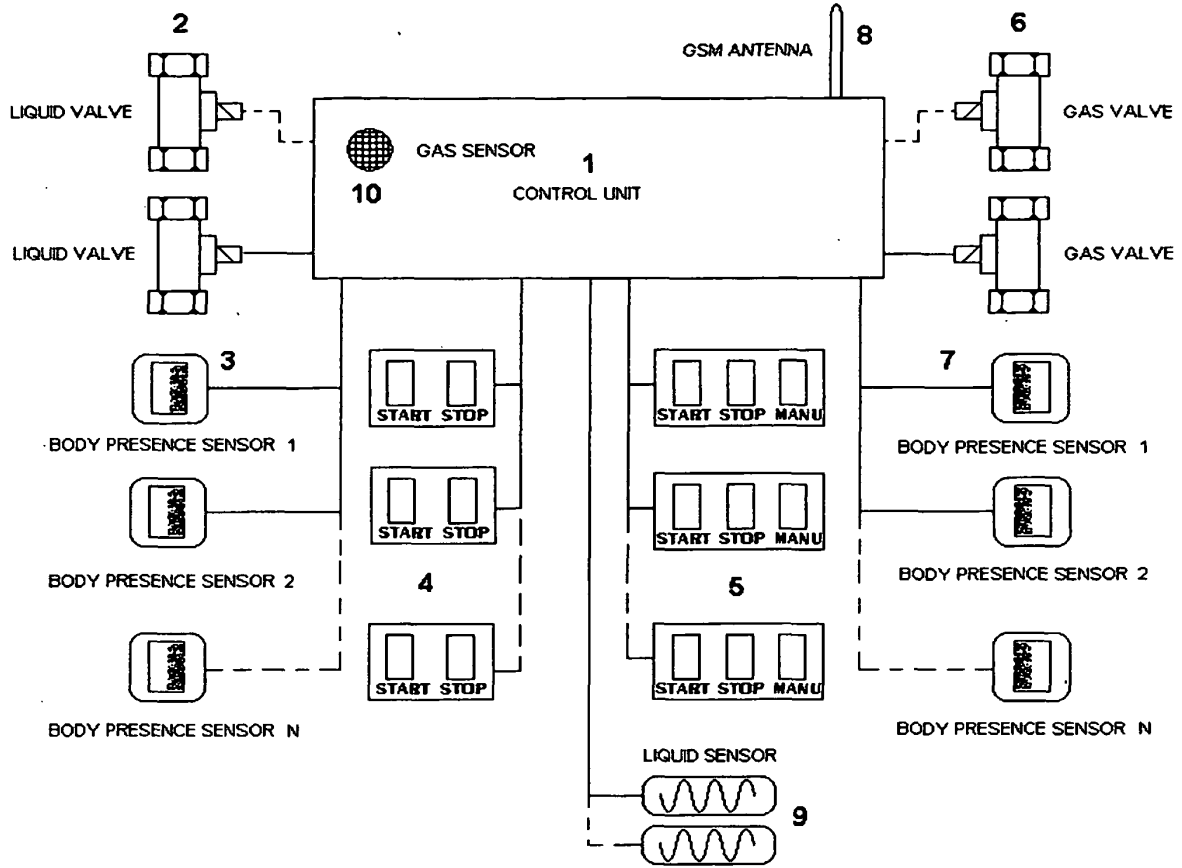 2
6
8
GSM ANTENNA
LIQUID VALVE
GAS VALVE
GAS SENSOR
1
10
CONTROL UNIT
LIQUID VALVE
GAS VALVE
3
7
START STOP
START STOP MANU
BODY PRESENCE SENSOR 1
BODY PRESENCE SENSOR 1
START STOP
START STOP MANU
BODY PRESENCE SENSOR 2
BODY PRESENCE SENSOR 2
4
5
START STOP
START STOP MANU
BODY PRESENCE SENSOR N
BODY PRESENCE SENSOR N
LIQUID SENSOR
9